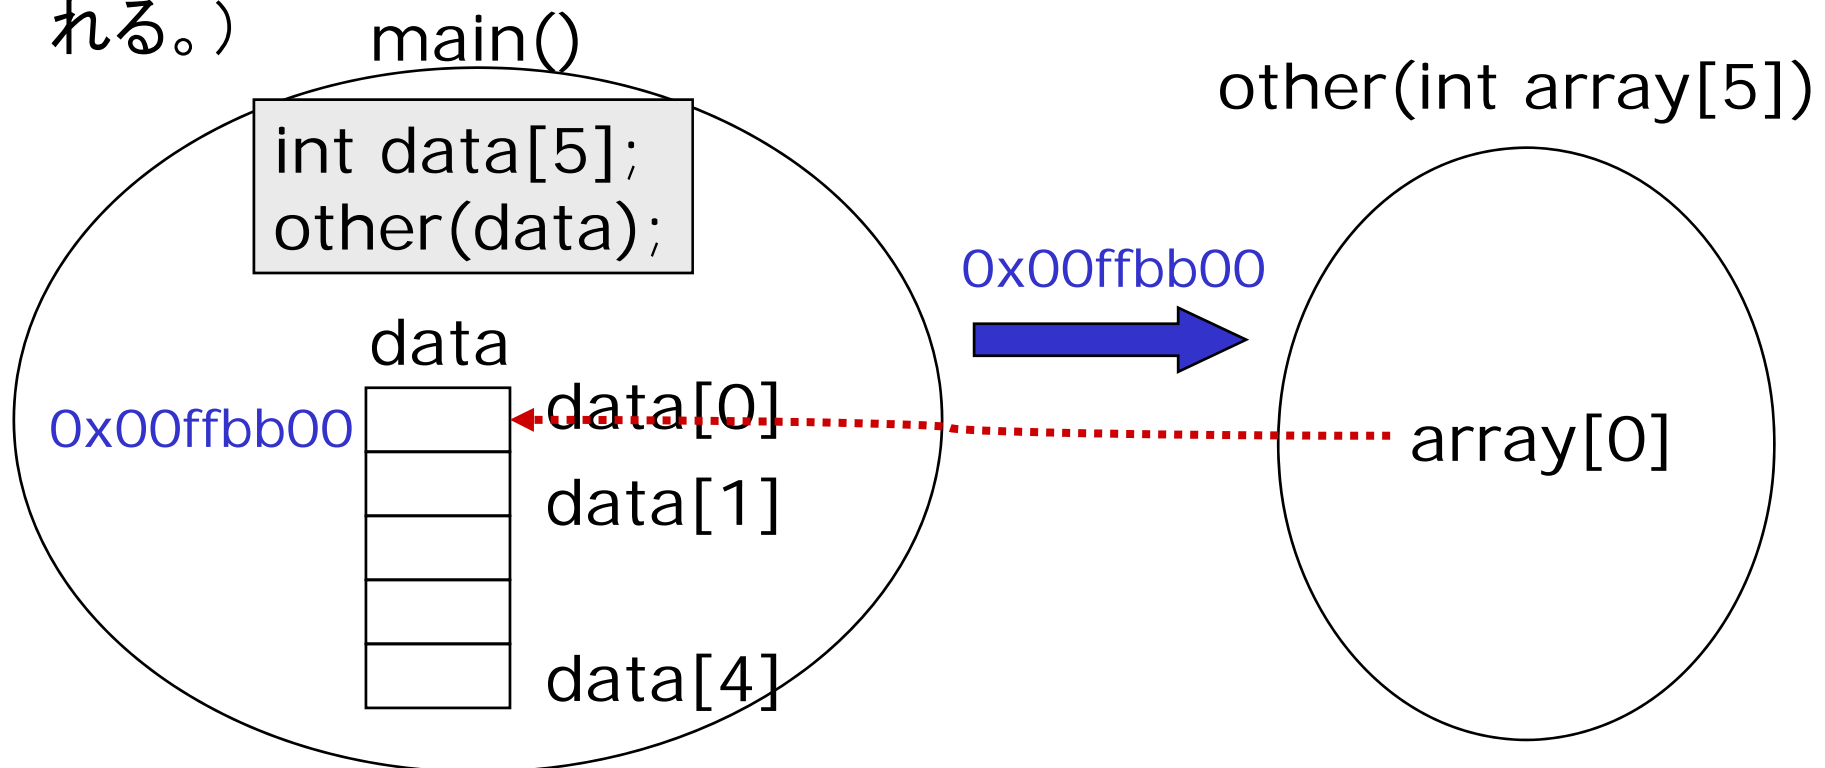 れる。）
main()
other(int array[5])
int data[5];
other(data);
0x00ffbb00
data
0x00ffbb00
data[0]
array[0]
data[1]
data[4]